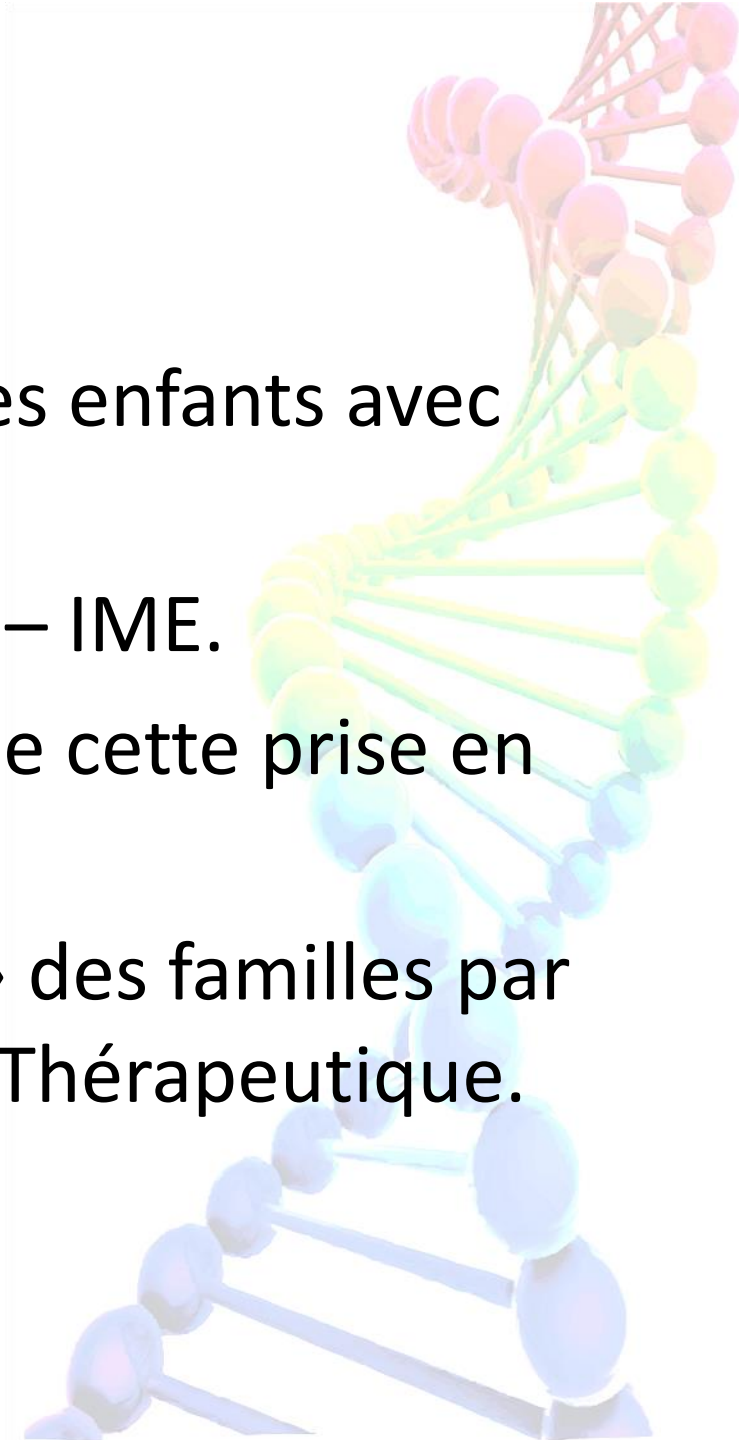 es enfants avec
– IME.
e cette prise en
» des familles par
Thérapeutique.